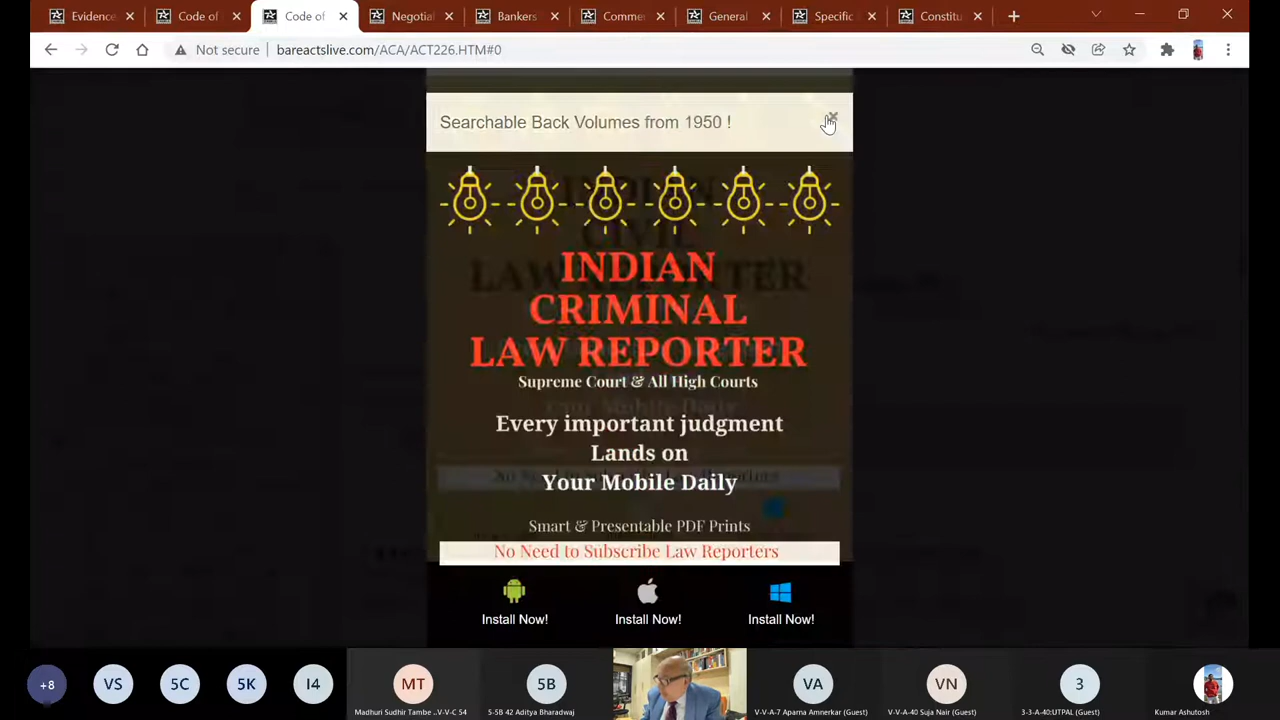 Evidence
Code of
Code of
Negotia
Bankers
Comme
General
Specific
Constitu
Not secure
bareactslive.com/ACA/ACT226.HTM#0
Searchable Back Volumes from 1950 !
INDIAN
CRIMINAL
LAW REPORTER
Supreme Court & All High Courts
Every important judgment
Lands on
Your Mobile Daily
Smart & Presentable PDF Prints
No Need to Subscribe Law Reporters
Install Now!
Install Now!
Install Now!
+8
VS
5C
5K
I4
MT
5B
VA
VN
3
Madhuri Sudhir Tambe ..V-V-C 54
5-5B 42 Aditya Bharadwaj
V-V-A-7 Aparna Amnerkar (Guest)
V-V-A-40 Suja Nair (Guest)
3-3-A-40:UTPAL (Guest)
Kumar Ashutosh